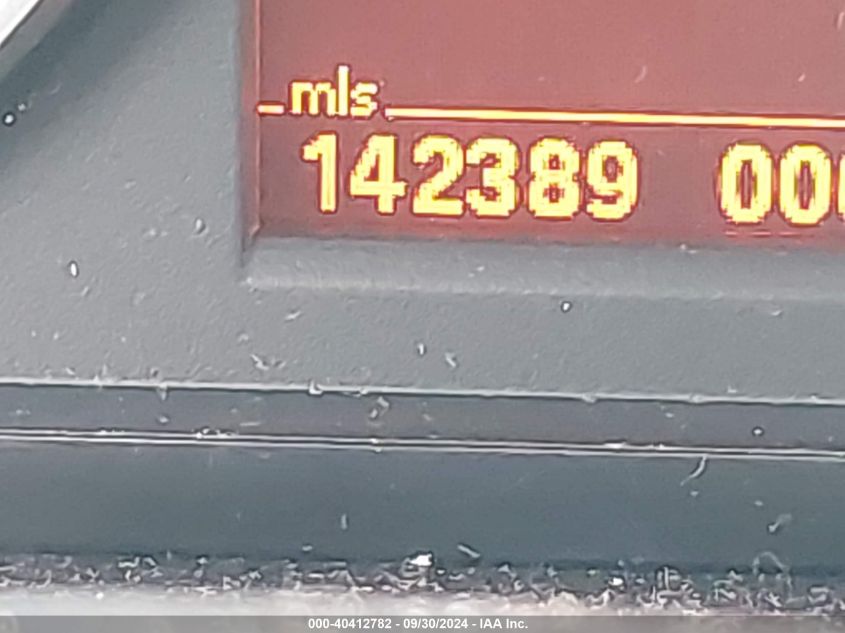 mls
142389 00
000-40412782 - 09/30/2024 - IAA Inc.